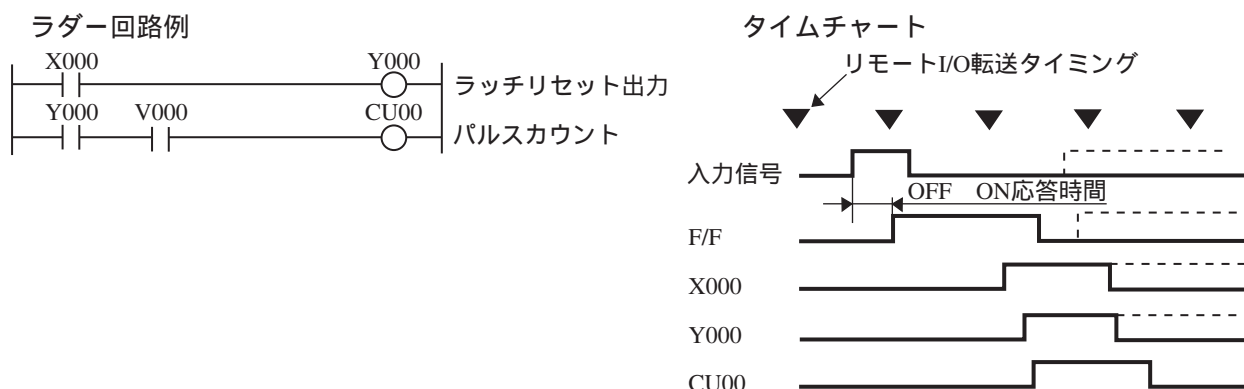 ラダー回路例
X000 Y000
ラッチリセット出力
Y000 V000 CU00
パルスカウント
タイムチャート
リモートI/O転送タイミング
入力信号
OFF ON応答時間
F/F
X000
Y000
CU00